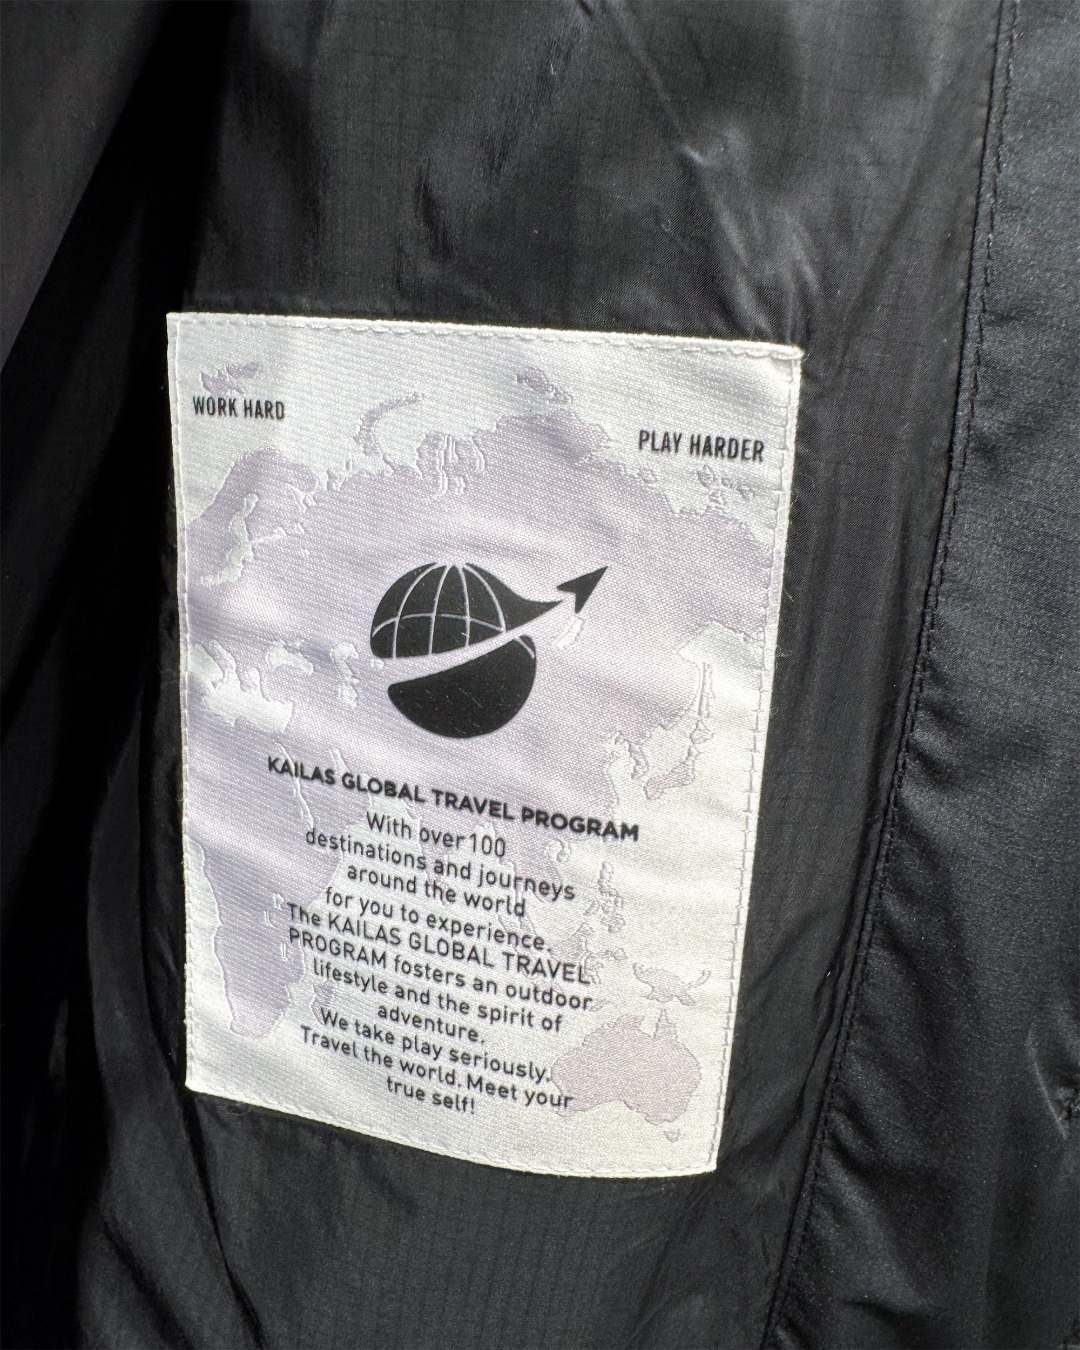 WORK HARD
PLAY HARDER
KAILAS GLOBAL TRAVEL PROGRAM
With over 100
destinations and journeys
around the world
for you to experience.
The KAILAS GLOBAL TRAVEL
PROGRAM fosters an outdoor
lifestyle and the spirit of
adventure.
We take play seriously.
Travel the world. Meet your
true self!